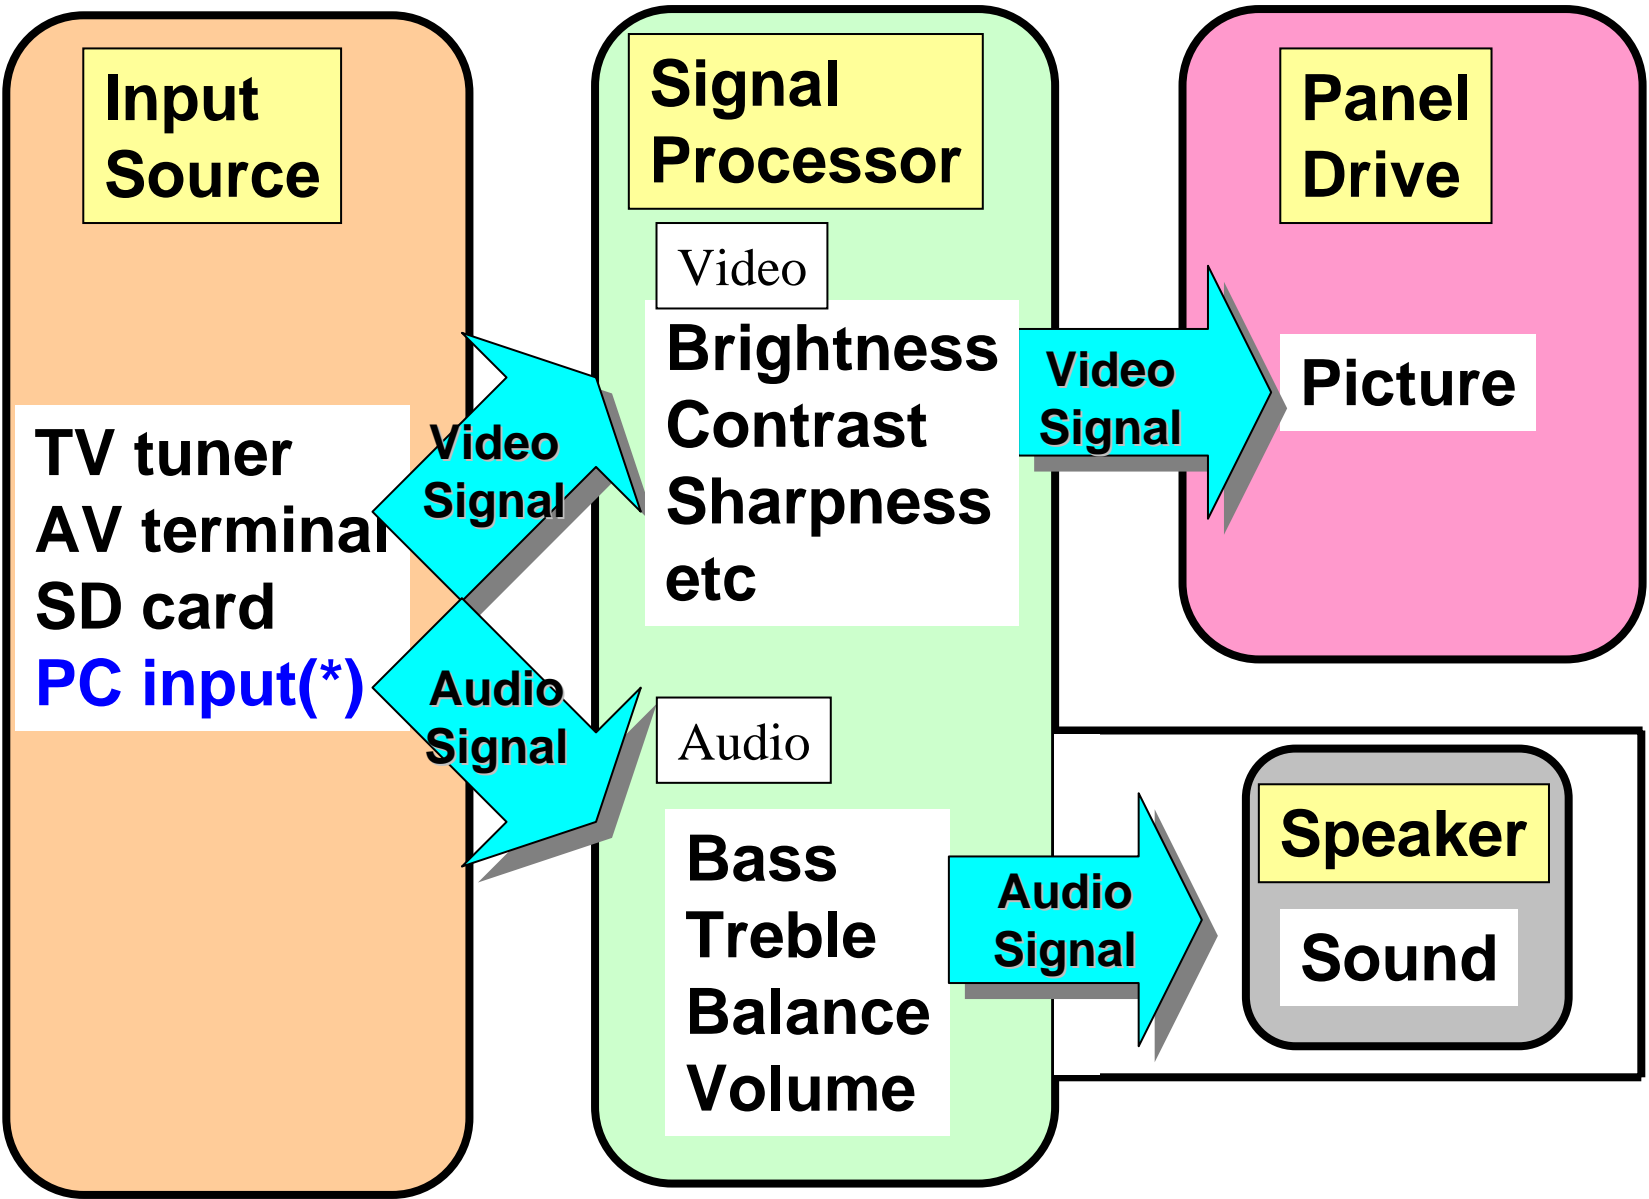 Input
Source
TV tuner
AV terminal
SD card
PC input(*)
Video
Signal
Audio
Signal
Signal
Processor
Video
Brightness
Contrast
Sharpness
etc
Audio
Bass
Treble
Balance
Volume
Video
Signal
Audio
Signal
Panel
Drive
Picture
Speaker
Sound